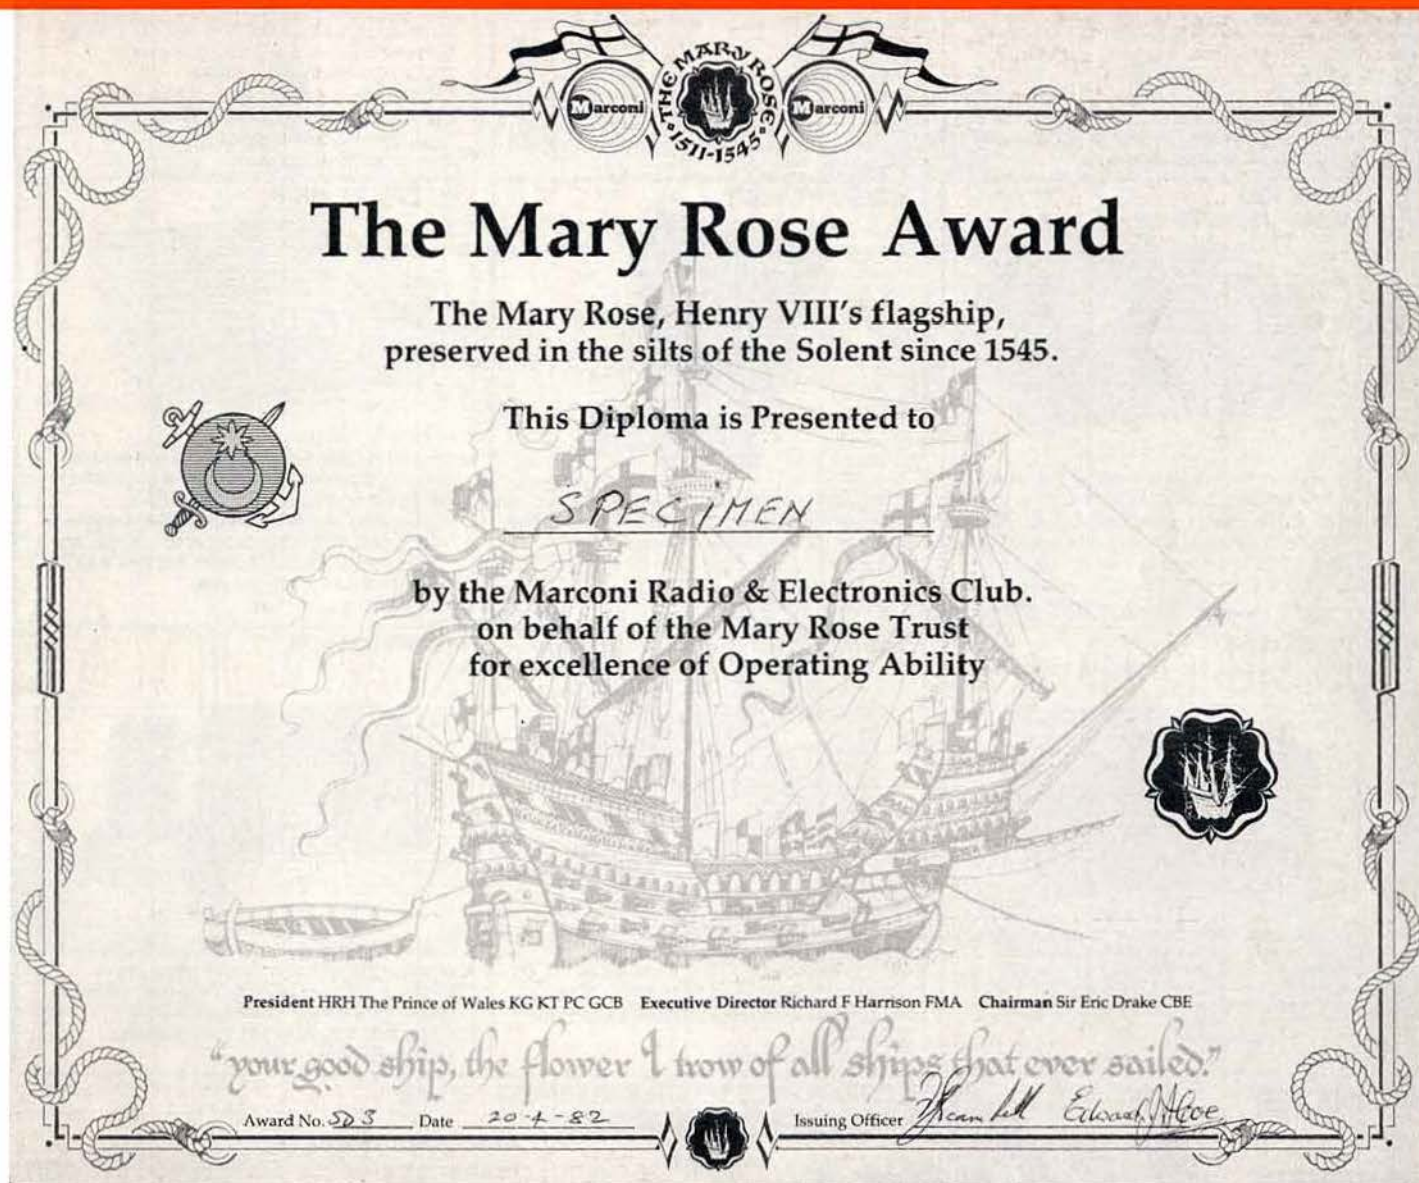 THE MARY ROSE
Marconi
Marconi
1511-1545
The Mary Rose Award
The Mary Rose, Henry VIII's flagship,
preserved in the silts of the Solent since 1545.
This Diploma is Presented to
SPECIMEN
by the Marconi Radio & Electronics Club.
on behalf of the Mary Rose Trust
for excellence of Operating Ability
President HRH The Prince of Wales KG KT PC GCB Executive Director Richard F Harrison FMA Chairman Sir Eric Drake CBE
"your good ship, the flower I trow of all ships that ever sailed."
Award No. SD 3 Date 20-4-82 Issuing Officer